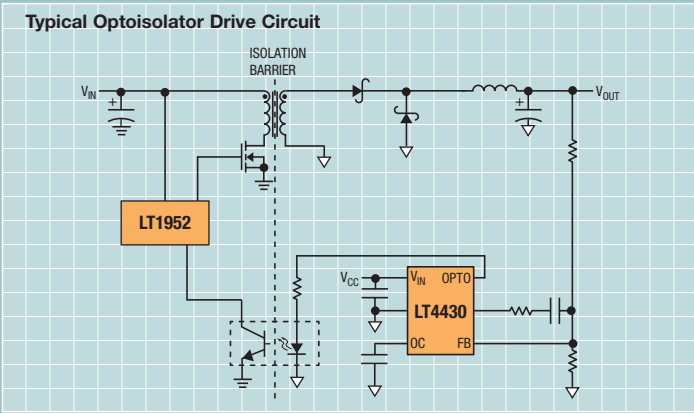 Typical Optoisolator Drive Circuit
ISOLATION
BARRIER
VIN
+
+
VOUT
LT1952
VCC
VIN
OPTO
LT4430
OC
FB